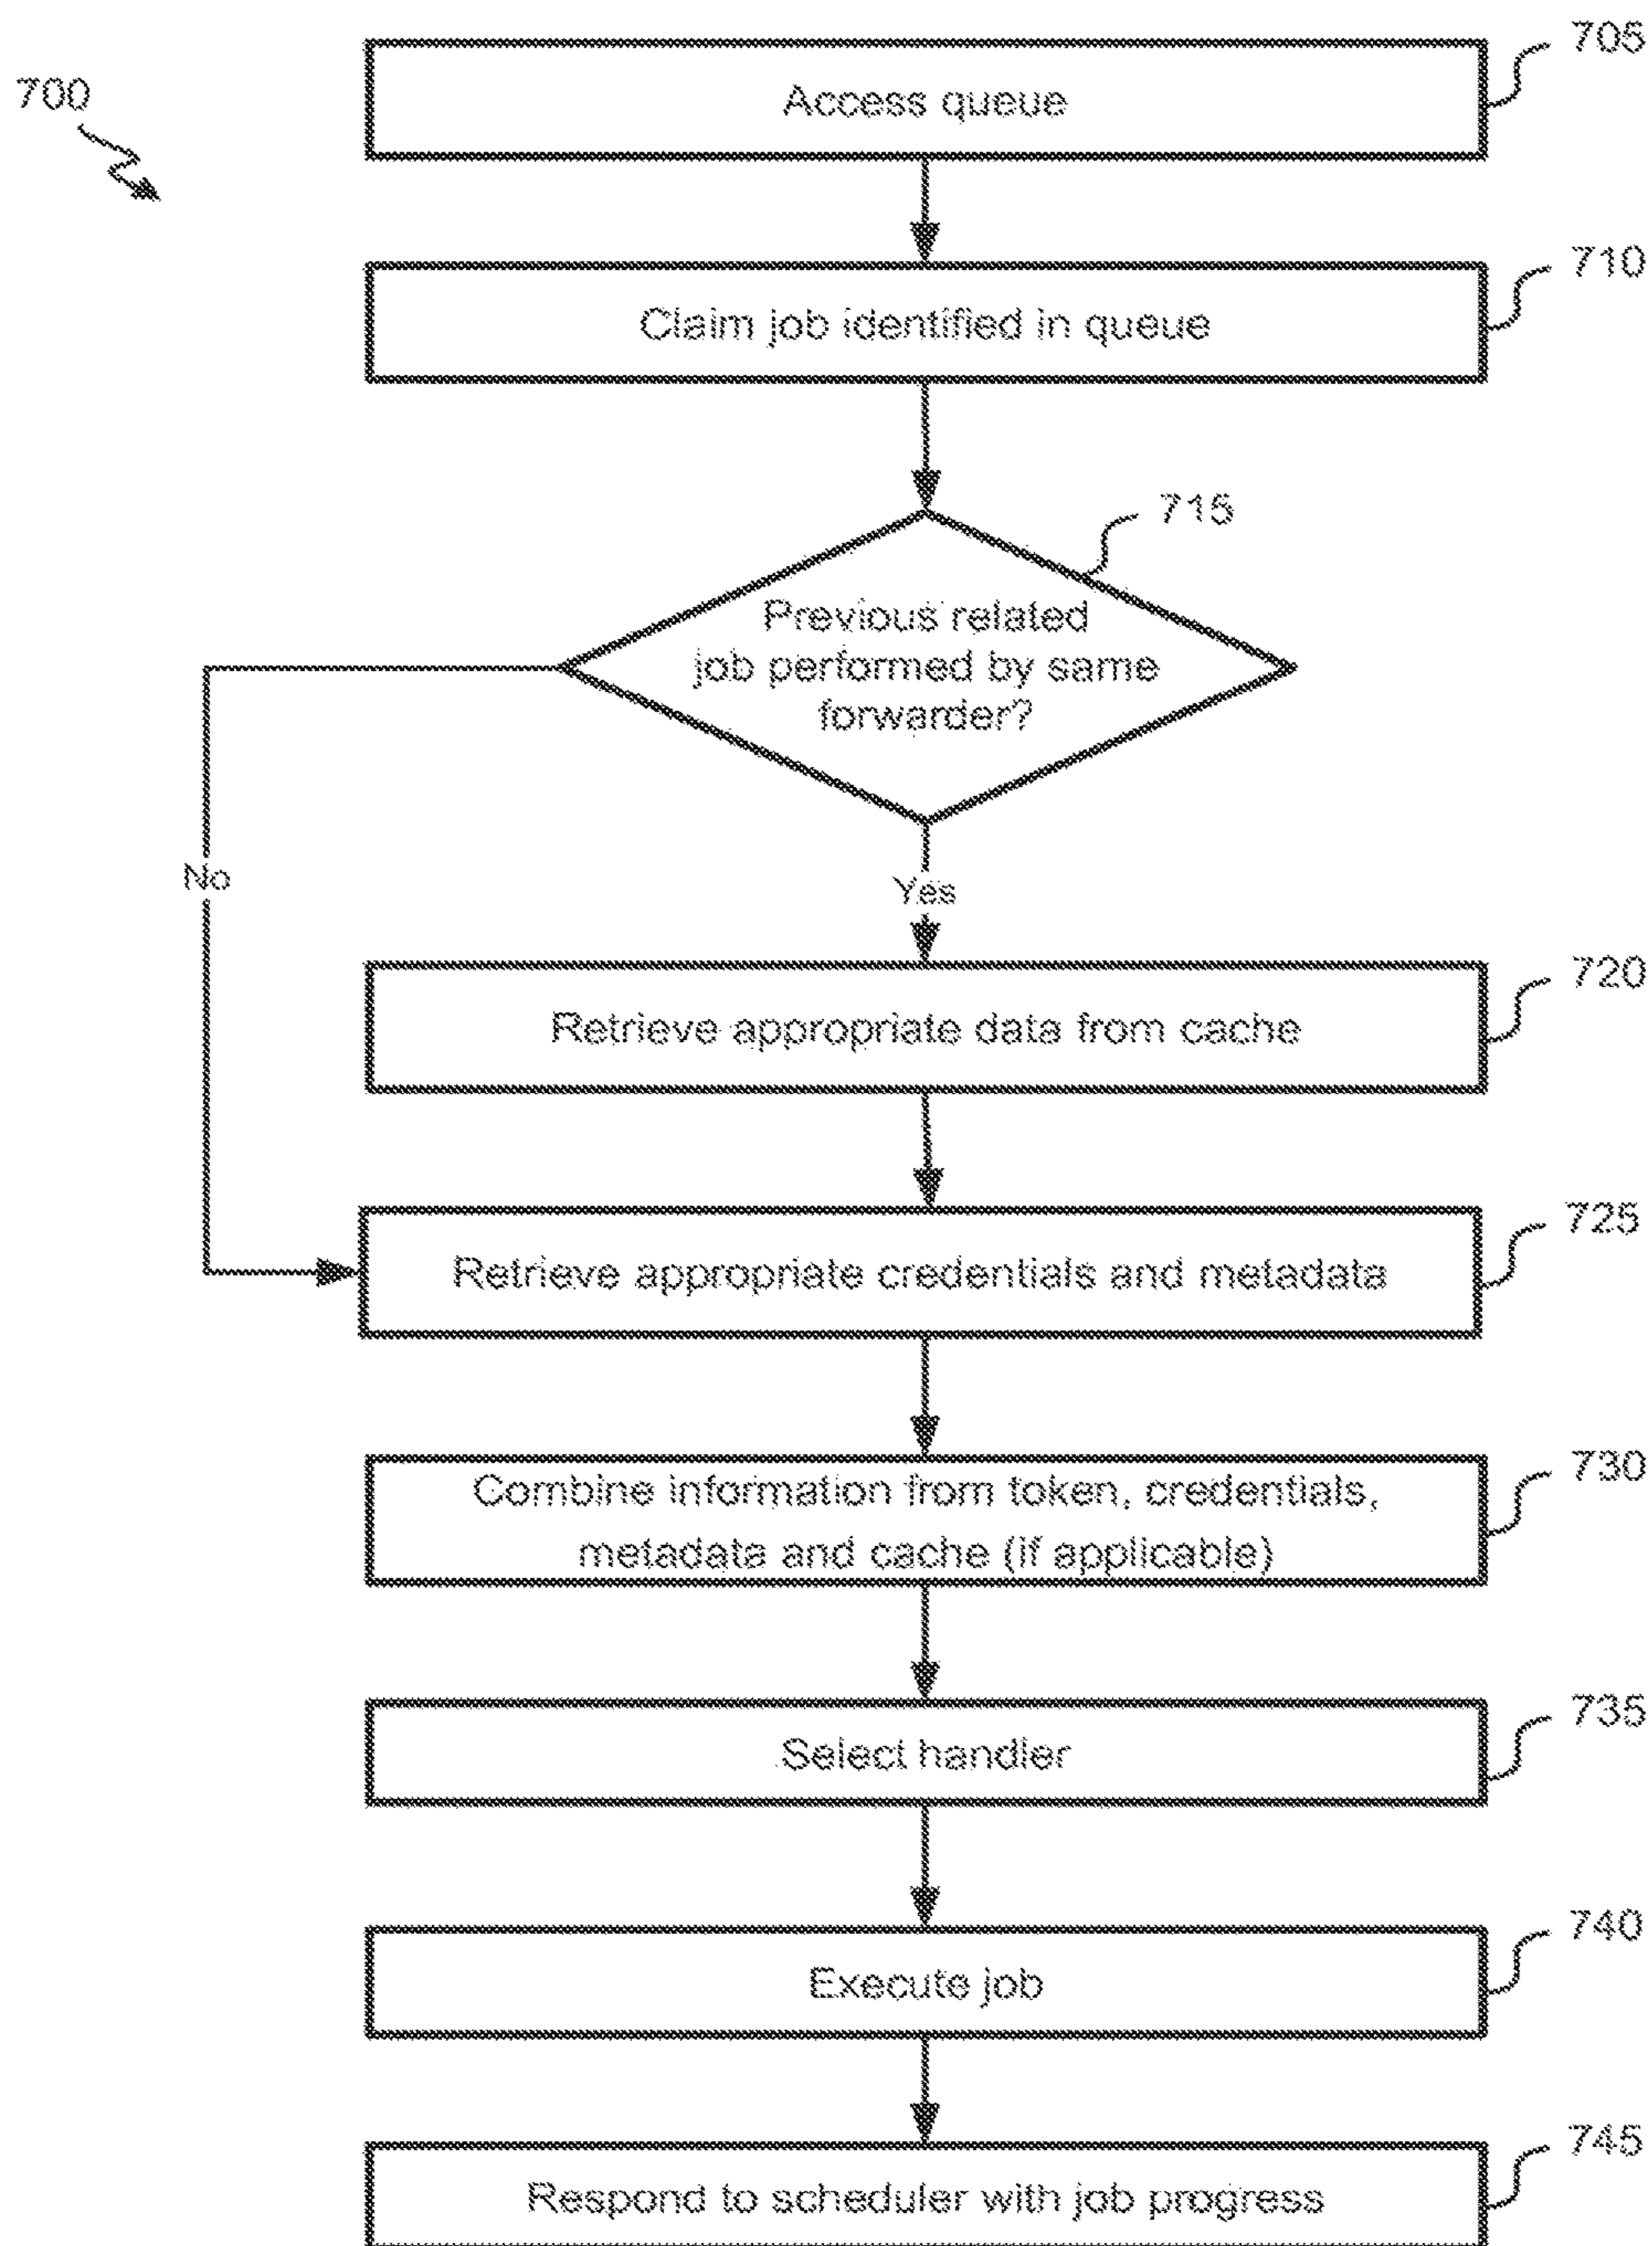 705
700
Access queue
710
Claim job identified in queue
715
Previous related
job performed by same
forwarder?
No
Yes
720
Retrieve appropriate data from cache
725
Retrieve appropriate credentials and metadata
730
Combine information from token, credentials,
metadata and cache (if applicable)
735
Select handler
740
Execute job
745
Respond to scheduler with job progress